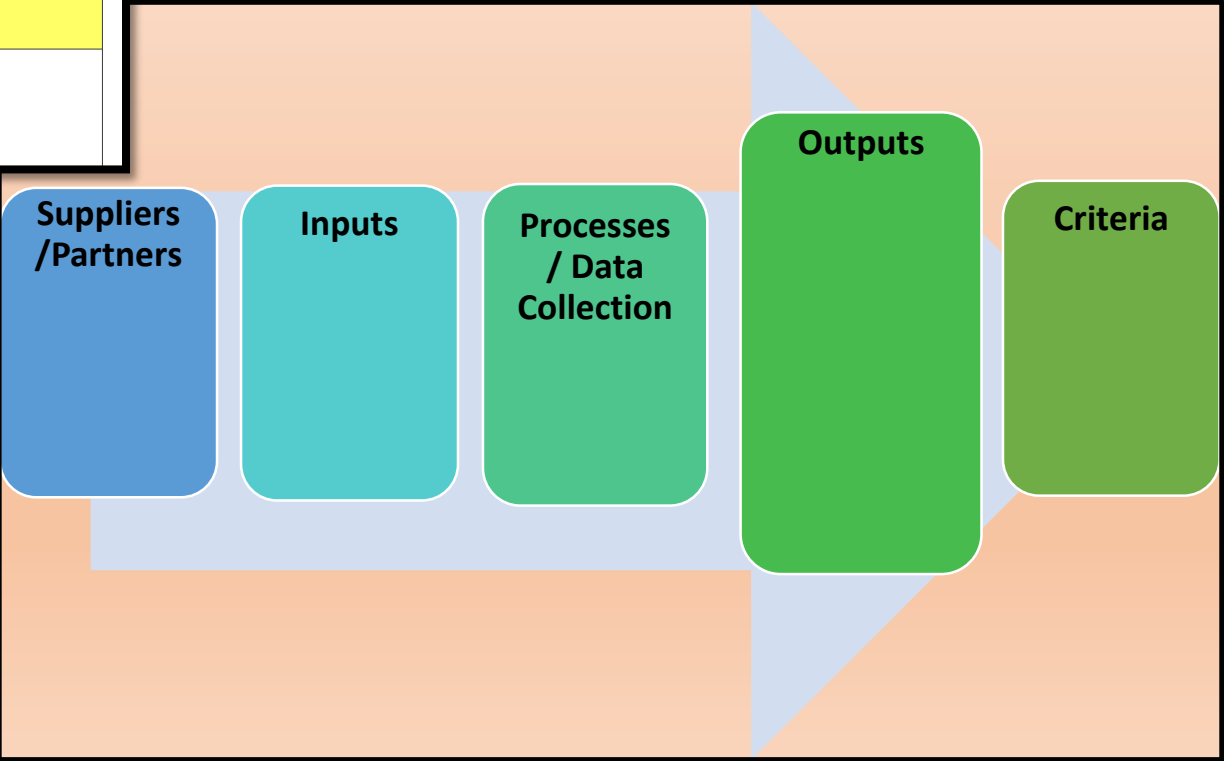 Suppliers
/Partners
Inputs
Processes
/ Data
Collection
Outputs
Criteria